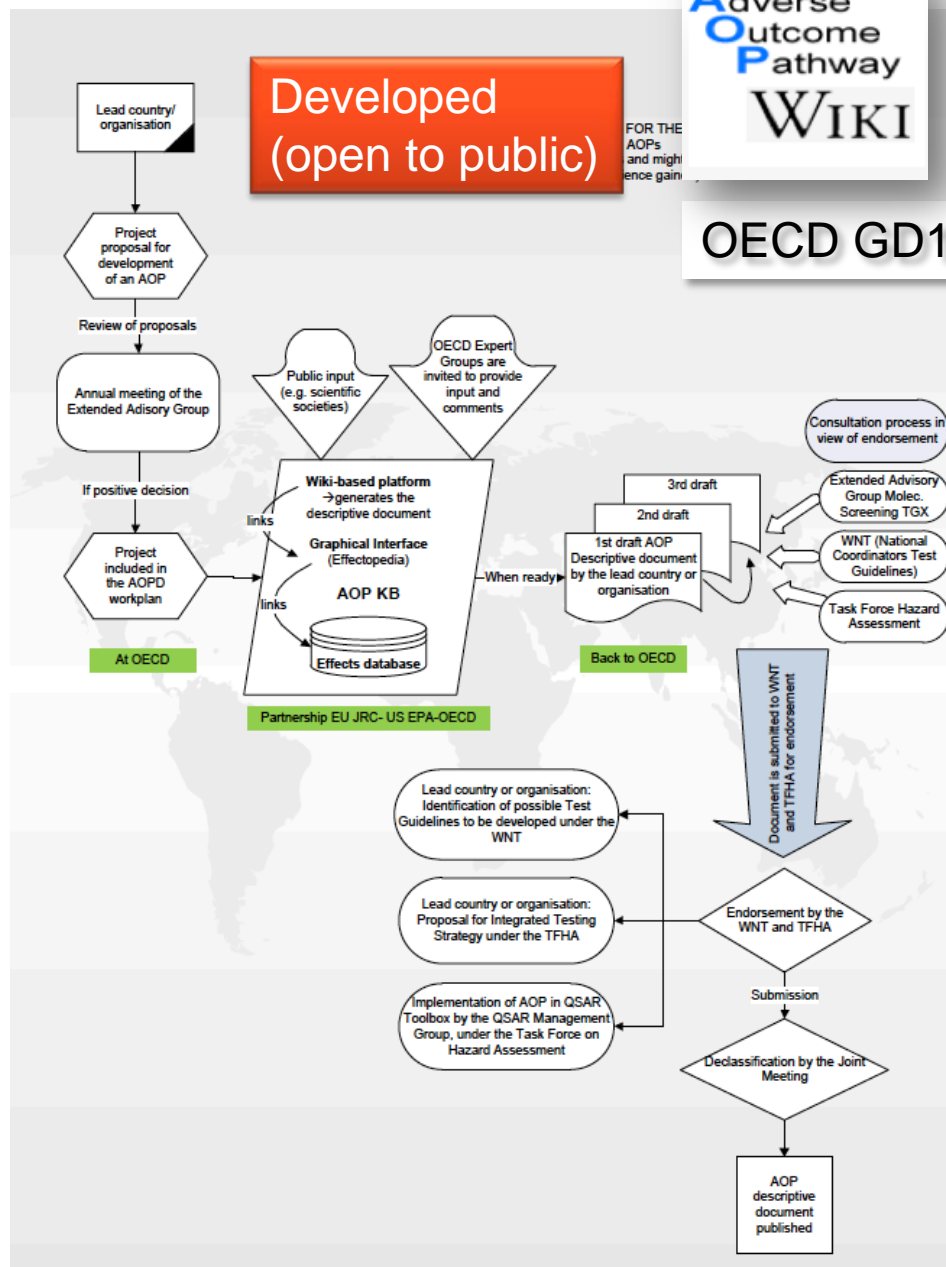 Adverse
Outcome
Pathway
WIKI
OECD GD1
Developed
(open to public)
FOR THE
AOPs
and might
ence gain
Lead country/
organisation
Project
proposal for
development
of an AOP
Review of proposals
Annual meeting of the
Extended Adisory Group
If positive decision
Project
included in
the AOPD
workplan
At OECD
Public input
(e.g. scientific
societies)
OECD Expert
Groups are
invited to provide
input and
comments
Wiki-based platform
→generates the
descriptive document
links
Graphical Interface
(Effectopedia)
AOP KB
links
Effects database
Partnership EU JRC- US EPA-OECD
When ready
3rd draft
2nd draft
1st draft AOP
Descriptive document
by the lead country or
organisation
Back to OECD
Consultation process in
view of endorsement
Extended Advisory
Group Molec.
Screening TGX
WNT (National
Coordinators Test
Guidelines)
Task Force Hazard
Assessment
Document is submitted to WNT
and TFHA for endorsement
Lead country or organisation:
Identification of possible Test
Guidelines to be developed under the
WNT
Lead country or organisation:
Proposal for Integrated Testing
Strategy under the TFHA
Implementation of AOP in QSAR
Toolbox by the QSAR Management
Group, under the Task Force on
Hazard Assessment
Endorsement by the
WNT and TFHA
Submission
Declassification by the Joint
Meeting
AOP
descriptive
document
published